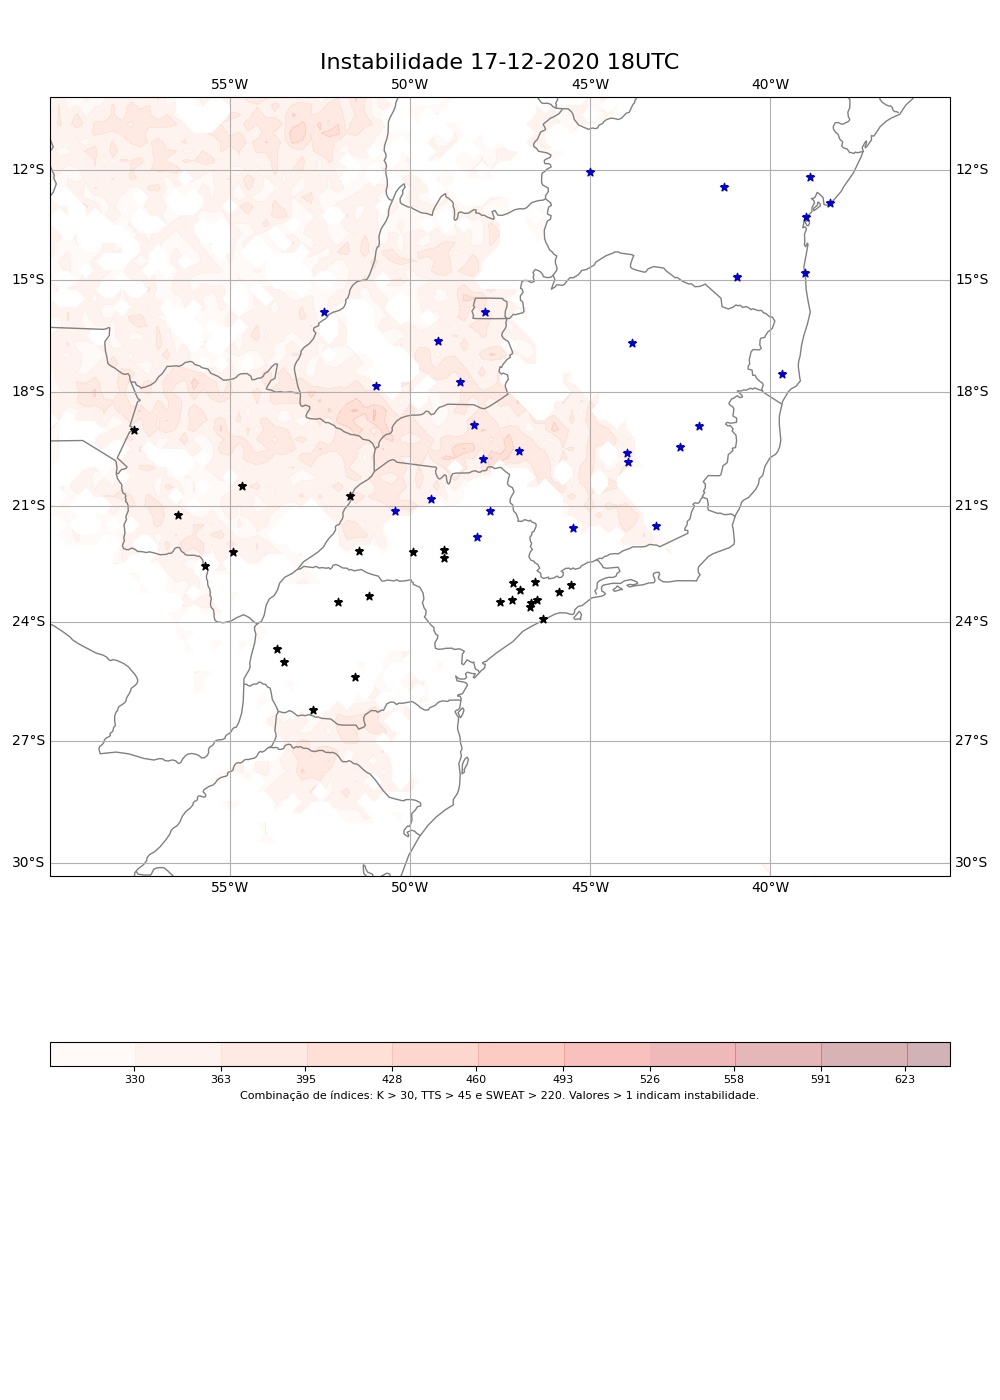 Instabilidade 17-12-2020 18UTC
55°W 50°W 45°W 40°W
12°S 12°S
15°S 15°S
18°S 18°S
21°S 21°S
24°S 24°S
27°S 27°S
30°S 30°S
55°W 50°W 45°W 40°W
330 363 395 428 460 493 526 558 591 623
Combinação de índices: K > 30, TTS > 45 e SWEAT > 220. Valores > 1 indicam instabilidade.